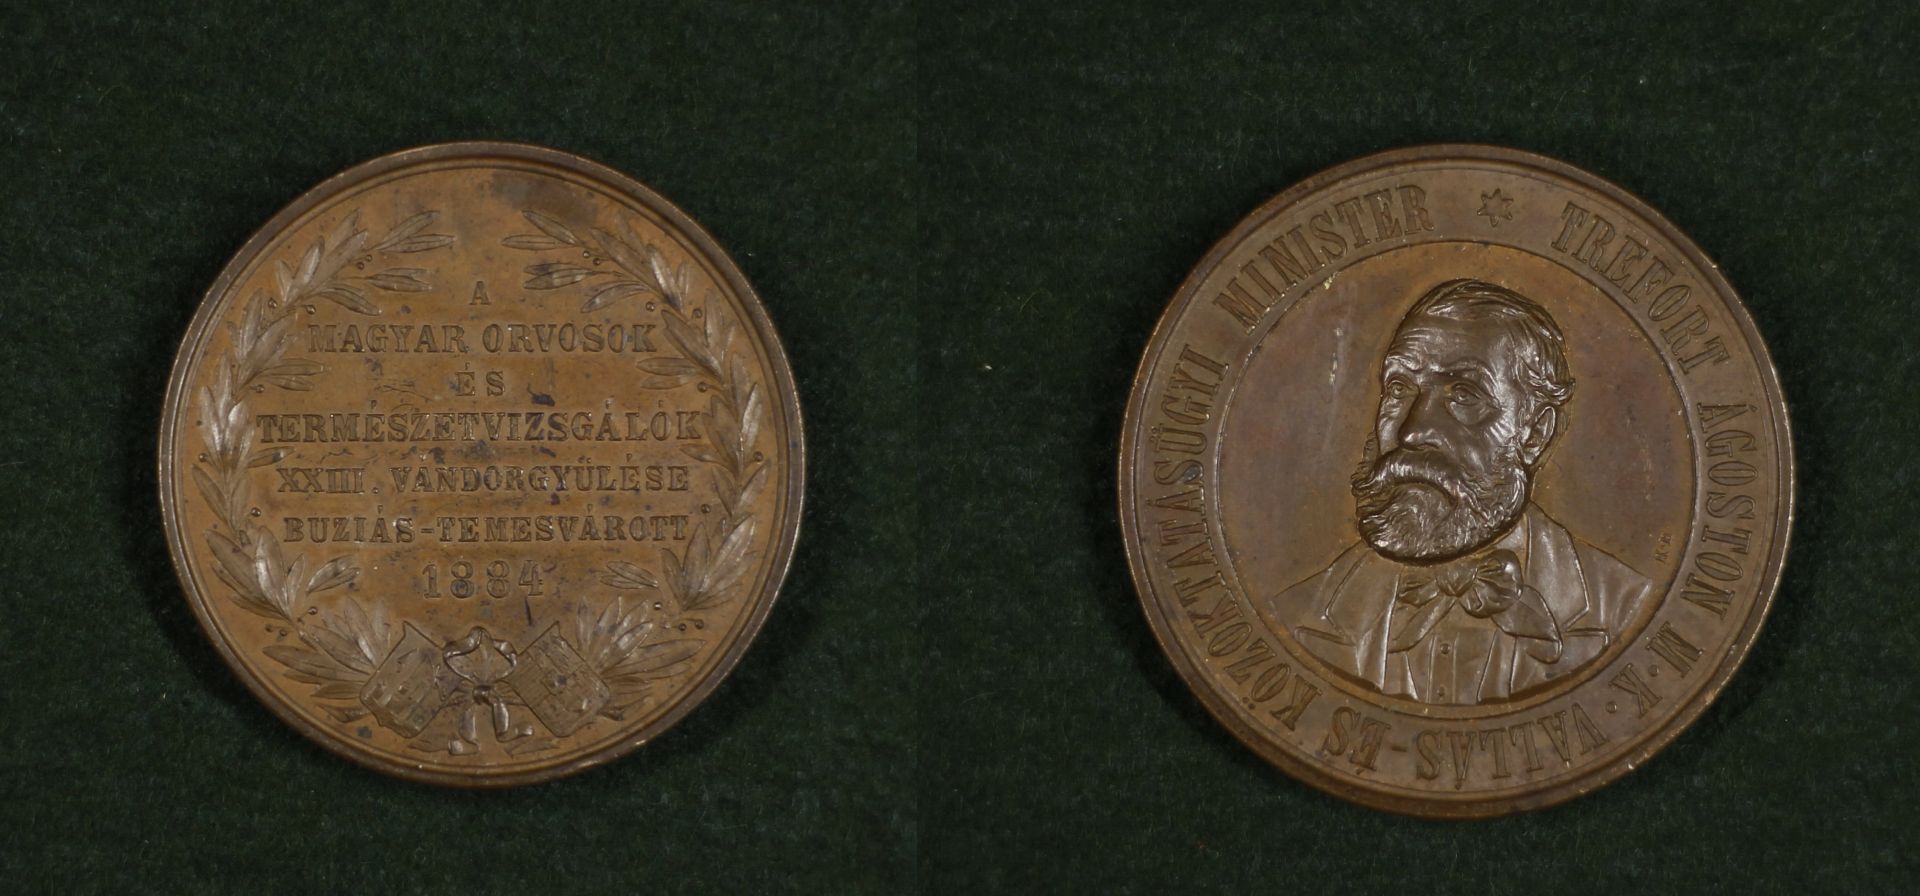 A
MAGYAR ORVOSOK
ÉS
TERMÉSZETVIZSGÁLÓK
XXIII. VÁNDORGYÜLÉSE
BUZIÁS-TEMESVÁROTT
1884
TREFORT ÁGOSTON M·K·VALLÁS-ÉS KÖZOKTATÁSÜGYI MINISTER